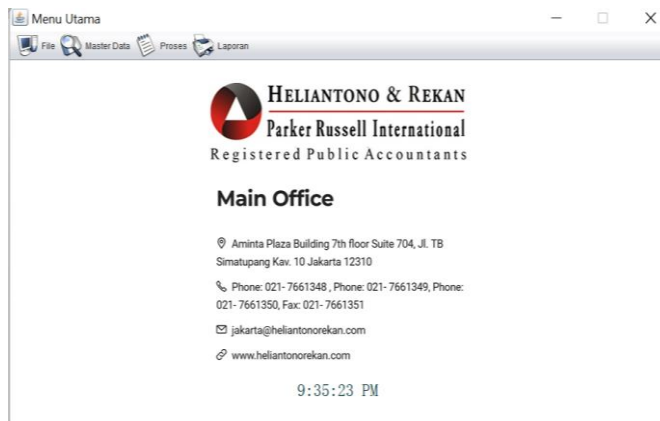 Menu Utama
File Master Data Proses Laporan
HELIANTONO & REKAN
Parker Russell International
Registered Public Accountants
Main Office
Aminta Plaza Building 7th floor Suite 704, Jl. TB
Simatupang Kav. 10 Jakarta 12310
Phone: 021- 7661348 , Phone: 021- 7661349, Phone:
021- 7661350, Fax: 021- 7661351
jakarta@heliantonorekan.com
www.heliantonorekan.com
9:35:23 PM